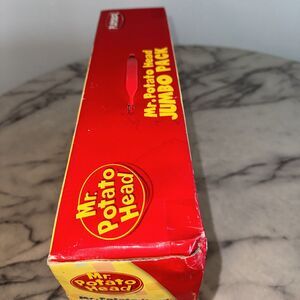 Mr. Potato Head
JUMBO PACK
Mr.
Potato
Head
Mr.
Potato Head